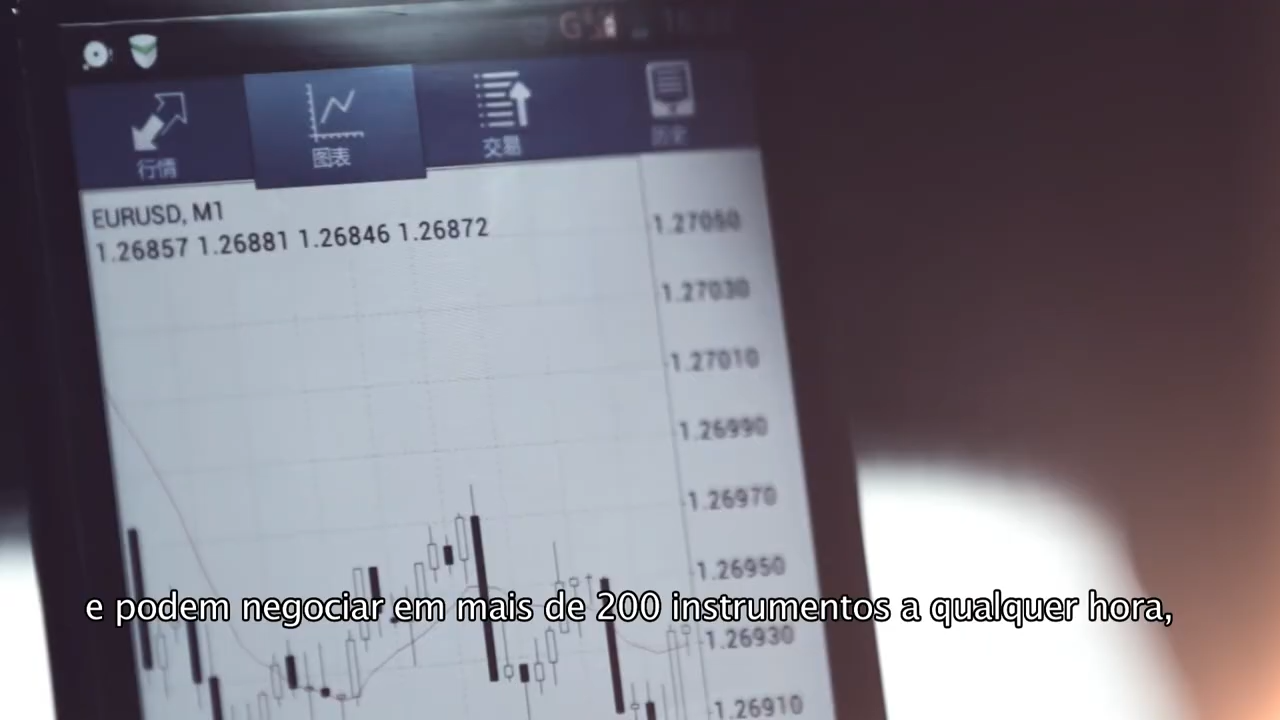 行情
图表
交易
历史
EURUSD, M1
1.26857 1.26881 1.26846 1.26872
1.27050
1.27030
1.27010
1.26990
1.26970
1.26950
e podem negociar em mais de 200 instrumentos a qualquer hora,
1.26930
1.26910